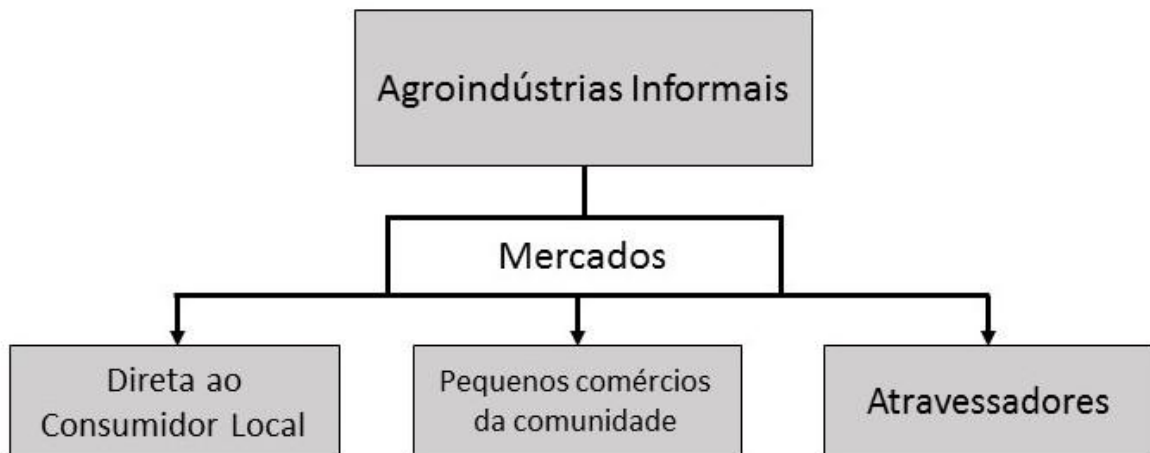 Agroindústrias Informais
Mercados
Direta ao
Consumidor Local
Pequenos comércios
da comunidade
Atravessadores